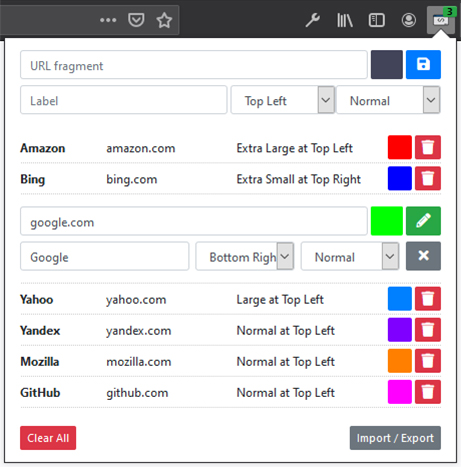 3
URL fragment
Label Top Left Normal
Amazon amazon.com Extra Large at Top Left
Bing bing.com Extra Small at Top Right
google.com
Google Bottom Righ Normal
Yahoo yahoo.com Large at Top Left
Yandex yandex.com Normal at Top Left
Mozilla mozilla.com Normal at Top Left
GitHub github.com Normal at Top Left
Clear All Import / Export